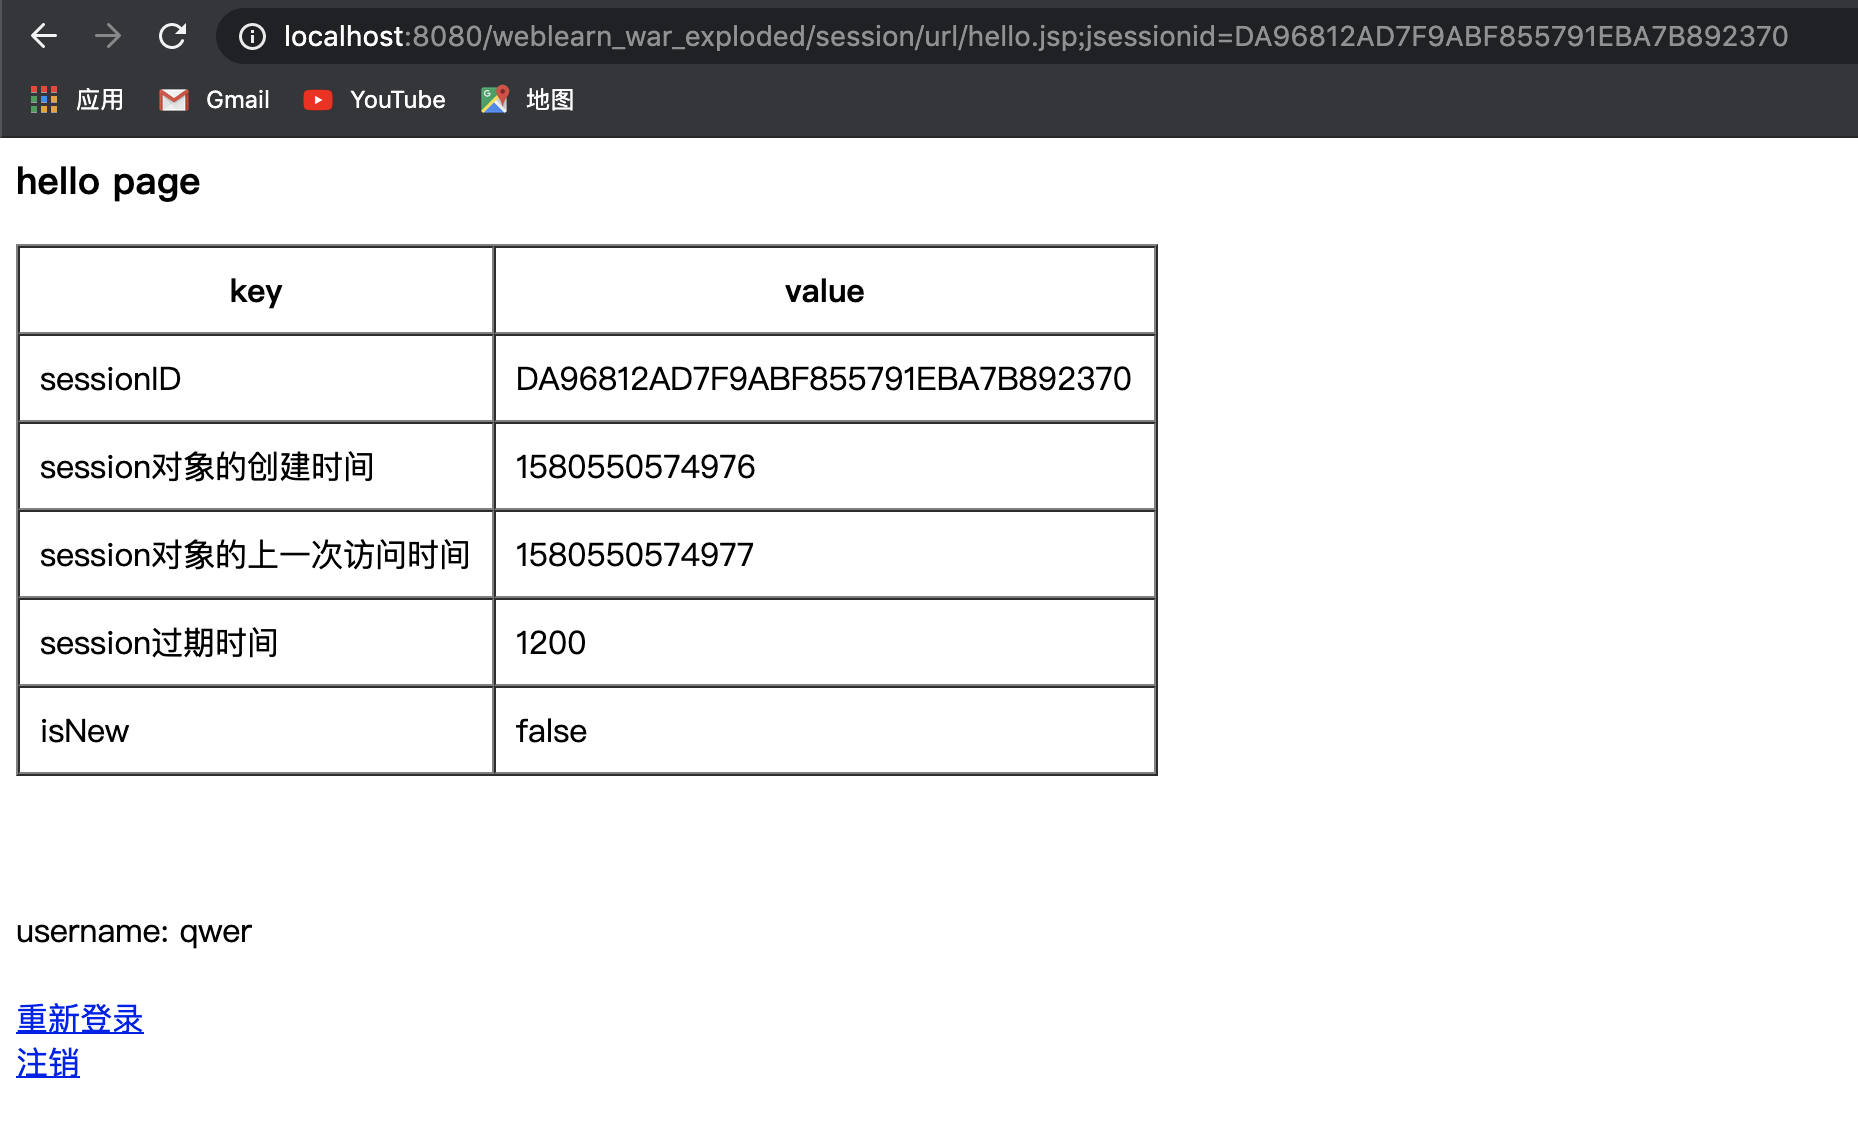 localhost:8080/weblearn_war_exploded/session/url/hello.jsp;jsessionid=DA96812AD7F9ABF855791EBA7B892370
应用 Gmail YouTube 地图
hello page
key value
sessionID DA96812AD7F9ABF855791EBA7B892370
session对象的创建时间 1580550574976
session对象的上一次访问时间 1580550574977
session过期时间 1200
isNew false
username: qwer
重新登录
注销